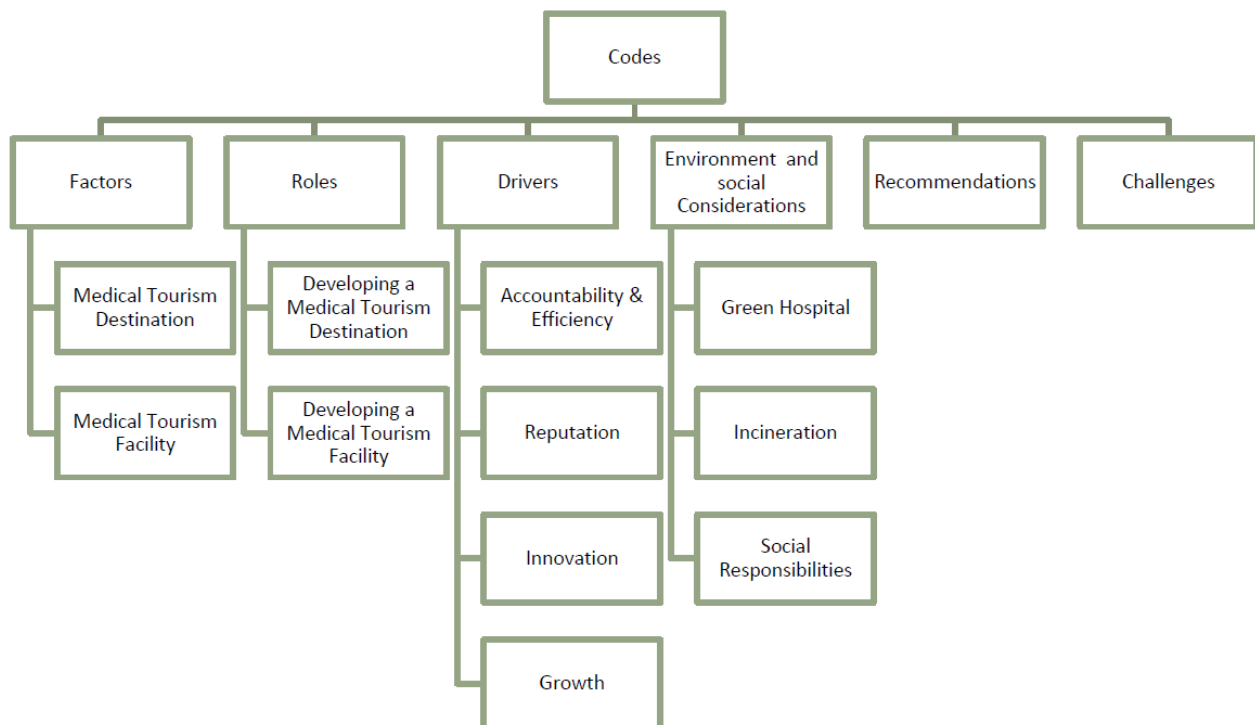 Codes
Factors
Roles
Drivers
Environment and
social
Considerations
Recommendations
Challenges
Medical Tourism
Destination
Medical Tourism
Facility
Developing a
Medical Tourism
Destination
Developing a
Medical Tourism
Facility
Accountability &
Efficiency
Reputation
Innovation
Growth
Green Hospital
Incineration
Social
Responsibilities